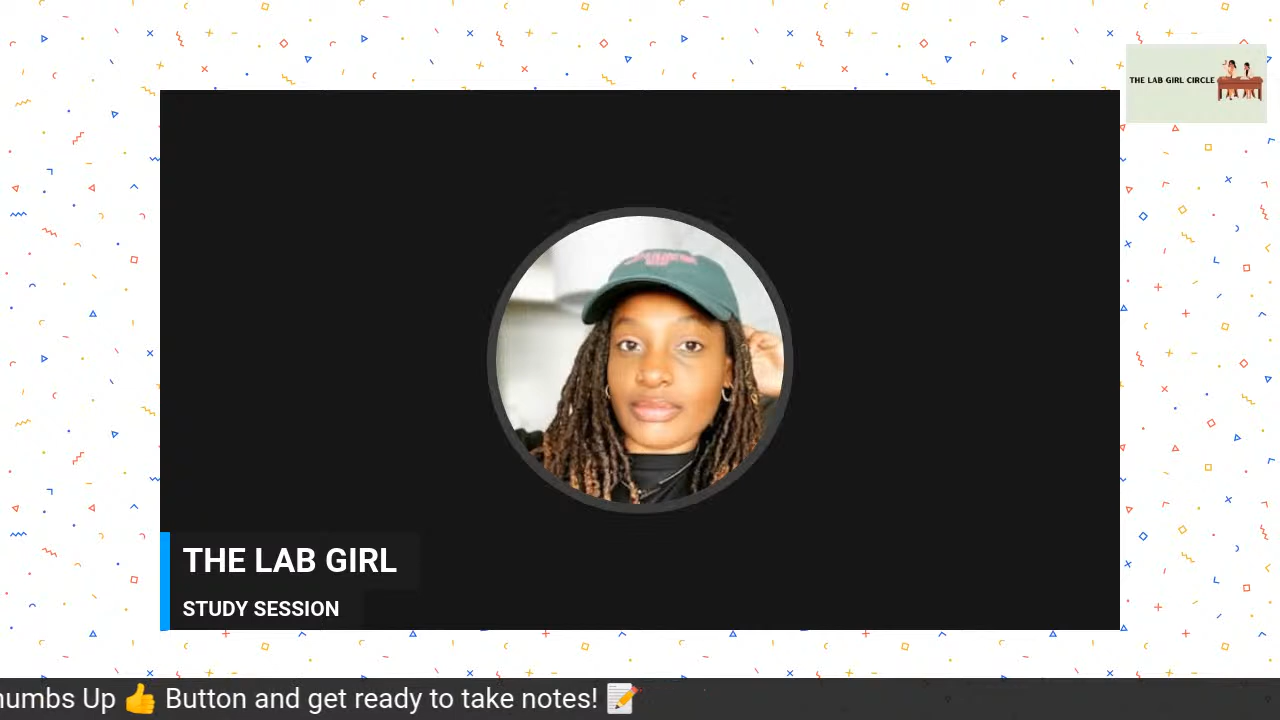 THE LAB GIRL CIRCLE
THE LAB GIRL
STUDY SESSION
humbs Up 👍 Button and get ready to take notes! 📝